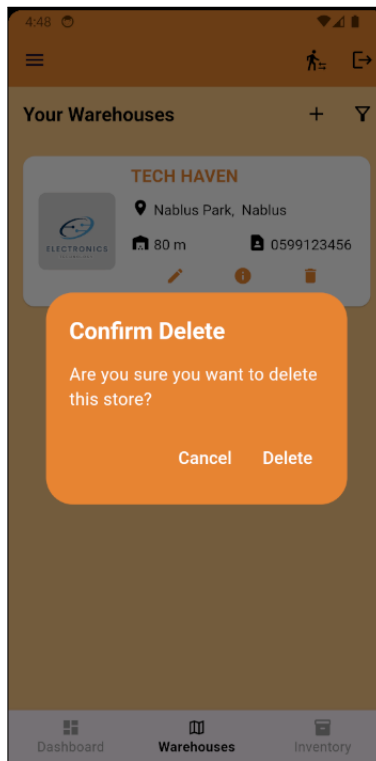 4:48
Your Warehouses
TECH HAVEN
Nablus Park, Nablus
ELECTRONICS
80 m 0599123456
Confirm Delete
Are you sure you want to delete
this store?
Cancel Delete
Dashboard Warehouses Inventory